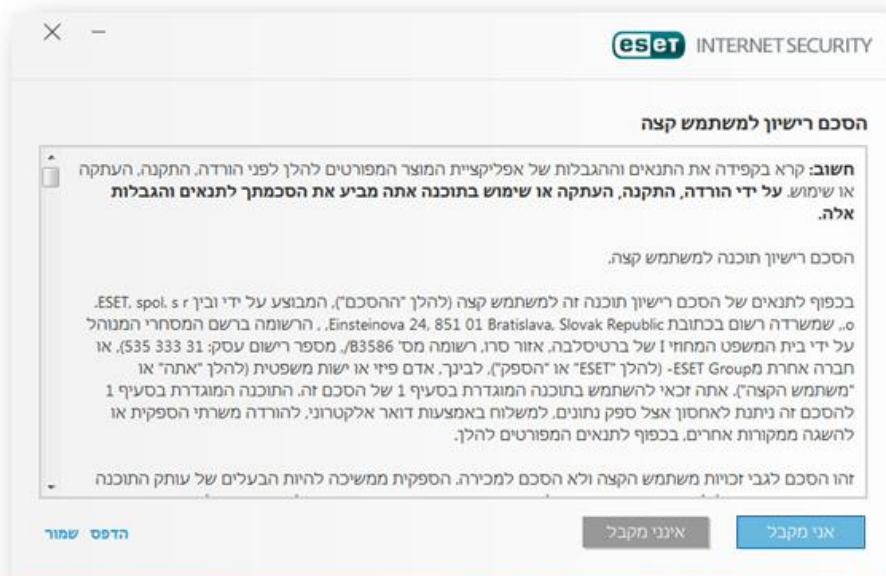 eset INTERNET SECURITY
הסכם רישיון למשתמש קצה
חשוב: קרא בקפידה את התנאים וההגבלות של אפליקציית המוצר המפורטים להלן לפני הורדה, התקנה, העתקה
או שימוש. על ידי הורדה, התקנה, העתקה או שימוש בתוכנה אתה מביע את הסכמתך לתנאים והגבלות
אלה.
הסכם רישיון תוכנה למשתמש קצה.
בכפוף לתנאים של הסכם רישיון תוכנה זה למשתמש קצה (להלן "ההסכם"), המבוצע על ידי ובין ESET, spol. s r.
o., שמשרדה רשום בכתובת Einsteinova 24, 851 01 Bratislava, Slovak Republic, , הרשומה ברשם המסחרי המנוהל
על ידי בית המשפט המחוזי I של ברטיסלבה, אזור סרו, רשומה מס' 3586/B, מספר רישום עסק: 31 333 535), או
חברה אחרת מESET Group- (להלן "ESET" או "הספק"), לבינך, אדם פיזי או ישות משפטית (להלן "אתה" או
"משתמש הקצה"). אתה זכאי להשתמש בתוכנה המוגדרת בסעיף 1 של הסכם זה. התוכנה המוגדרת בסעיף 1
להסכם זה ניתנת לאחסון אצל ספק נתונים, למשלוח באמצעות דואר אלקטרוני, להורדה משרתי הספקית או
להשגה ממקורות אחרים, בכפוף לתנאים המפורטים להלן.
זהו הסכם לגבי זכויות משתמש הקצה ולא הסכם למכירה. הספקית ממשיכה להיות הבעלים של עותק התוכנה
אני מקבל
אינני מקבל
הדפס
שמור